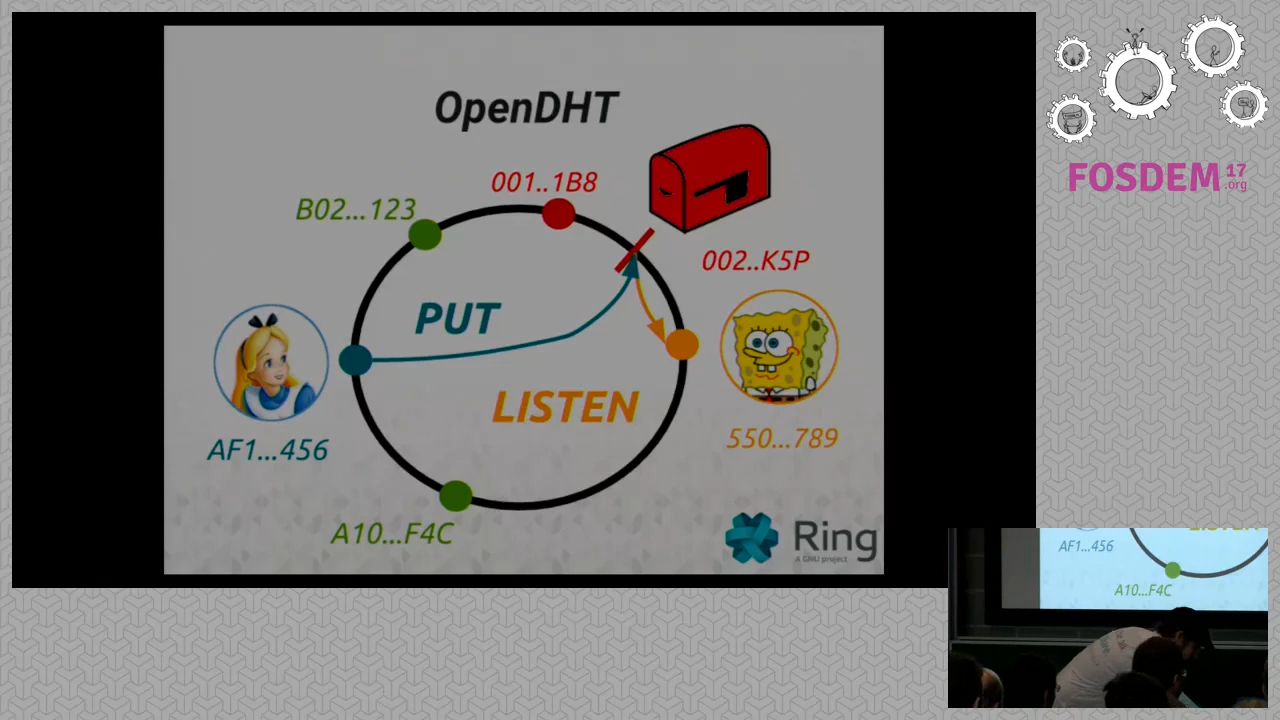 OpenDHT
001..1B8
B02...123
002..K5P
PUT
LISTEN
AF1...456
550...789
A10...F4C
Ring
A GNU project
FOSDEM 17
.org
AF1...456
A10...F4C